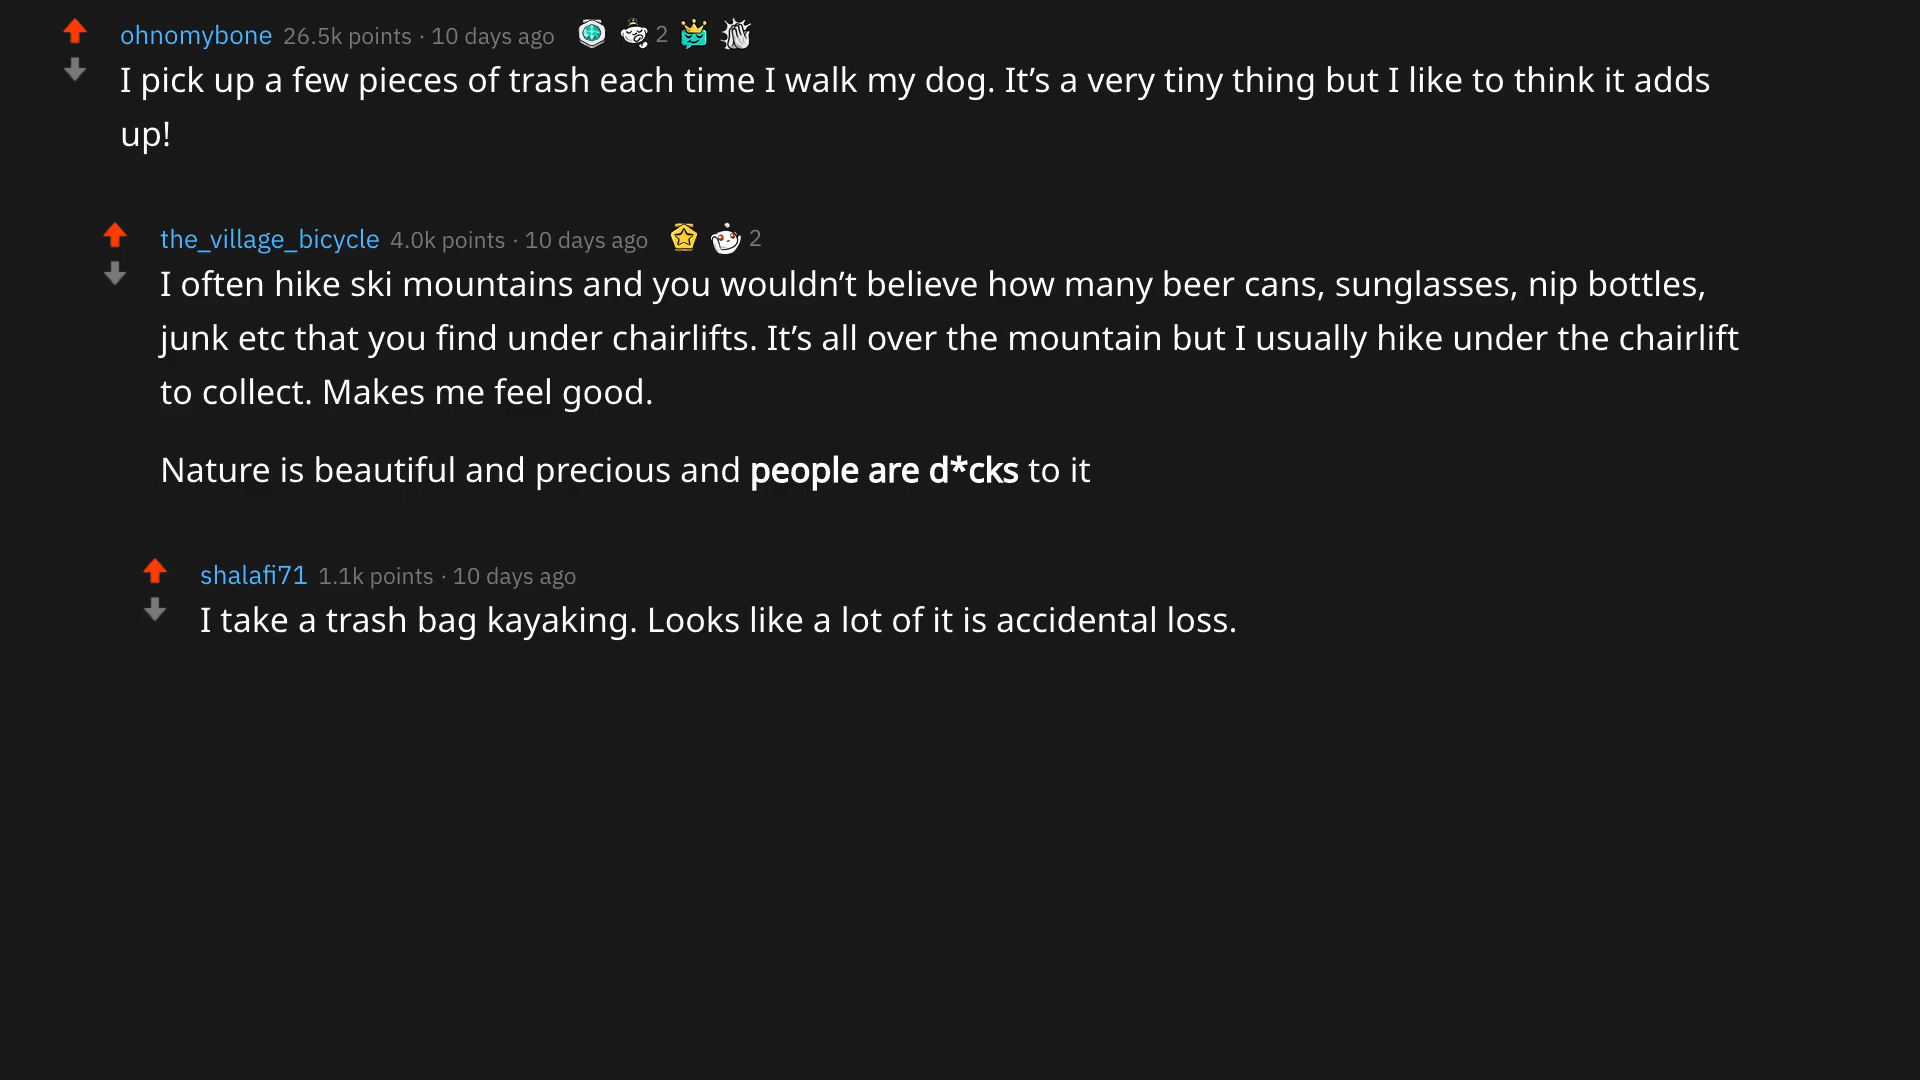 ohnomybone 26.5k points · 10 days ago 2
I pick up a few pieces of trash each time I walk my dog. It’s a very tiny thing but I like to think it adds
up!
the_village_bicycle 4.0k points · 10 days ago 2
I often hike ski mountains and you wouldn’t believe how many beer cans, sunglasses, nip bottles,
junk etc that you find under chairlifts. It’s all over the mountain but I usually hike under the chairlift
to collect. Makes me feel good.
Nature is beautiful and precious and people are d*cks to it
shalafi71 1.1k points · 10 days ago
I take a trash bag kayaking. Looks like a lot of it is accidental loss.